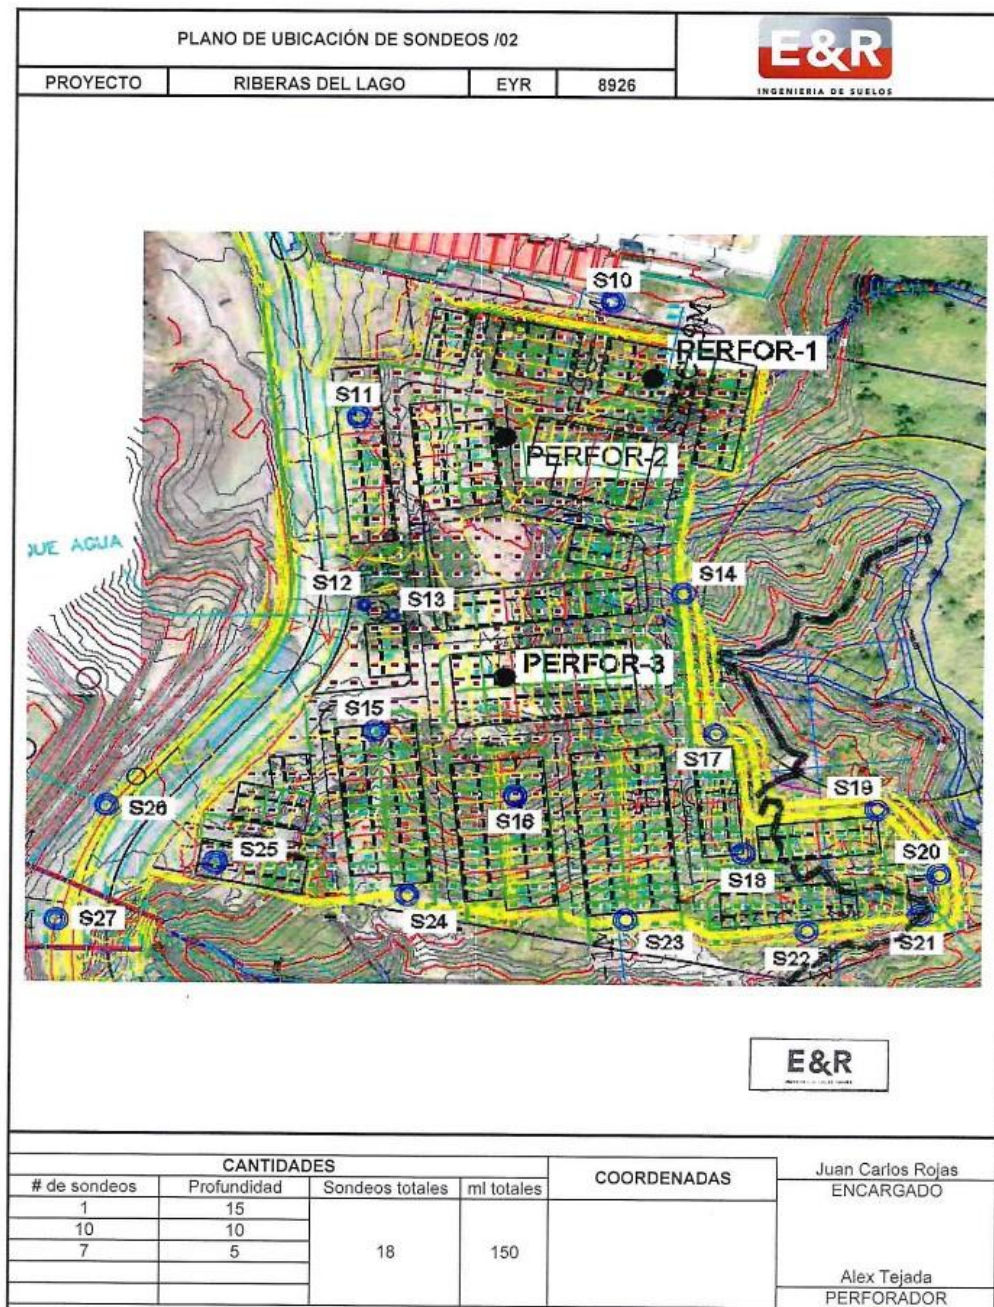 PLANO DE UBICACIÓN DE SONDEOS /02
E&R
INGENIERIA DE SUELOS
PROYECTO
RIBERAS DEL LAGO
EYR
8926
S10
PERFOR-1
S11
PERFOR-2
UE AGUA
S12
S13
S14
PERFOR-3
S15
S17
S26
S16
S19
S25
S18
S20
S27
S24
S23
S22
S21
E&R
CANTIDADES
COORDENADAS
Juan Carlos Rojas
# de sondeos
Profundidad
Sondeos totales
ml totales
ENCARGADO
1
15
10
10
7
5
18
150
Alex Tejada
PERFORADOR